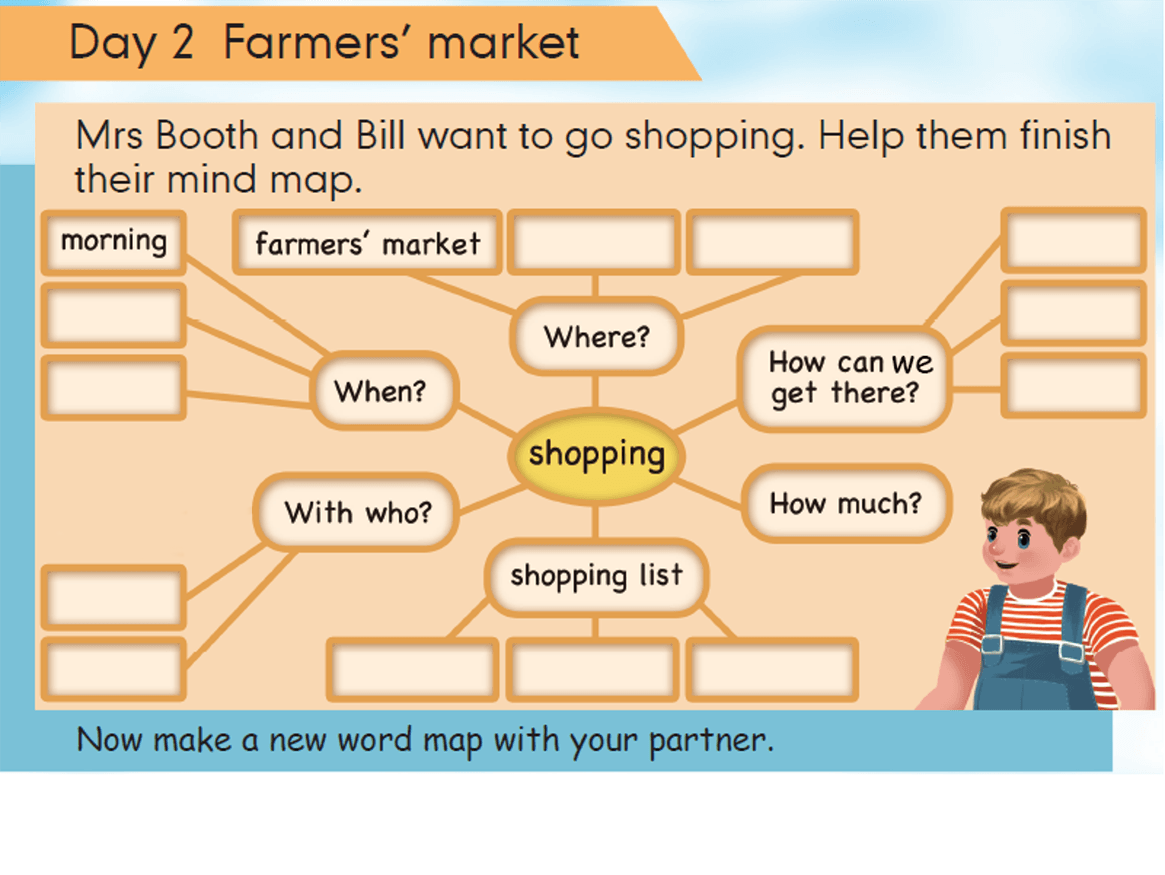 Day 2 Farmers’ market
Mrs Booth and Bill want to go shopping. Help them finish
their mind map.
morning
farmers’ market
Where?
How can we
get there?
When?
shopping
With who?
How much?
shopping list
Now make a new word map with your partner.